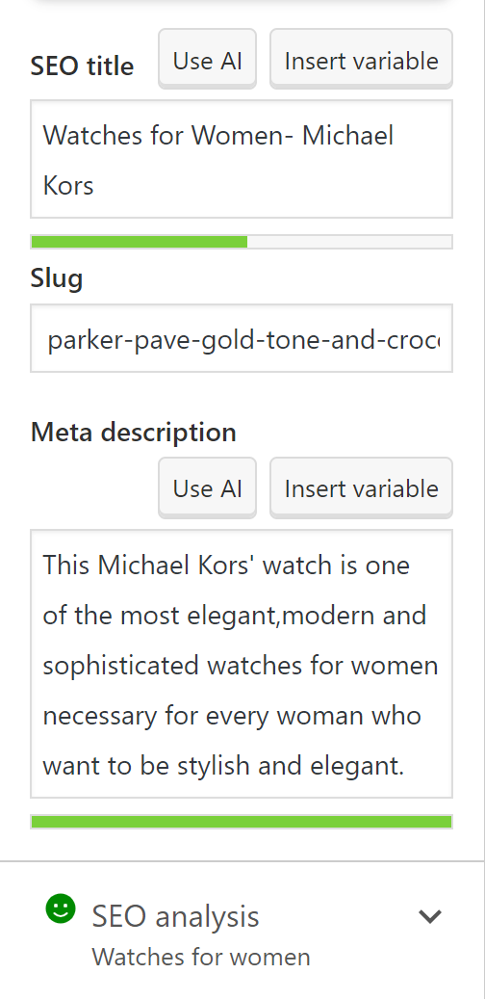 SEO title
Use AI
Insert variable
Watches for Women- Michael
Kors
Slug
parker-pave-gold-tone-and-croc
Meta description
Use AI
Insert variable
This Michael Kors' watch is one
of the most elegant,modern and
sophisticated watches for women
necessary for every woman who
want to be stylish and elegant.
SEO analysis
Watches for women